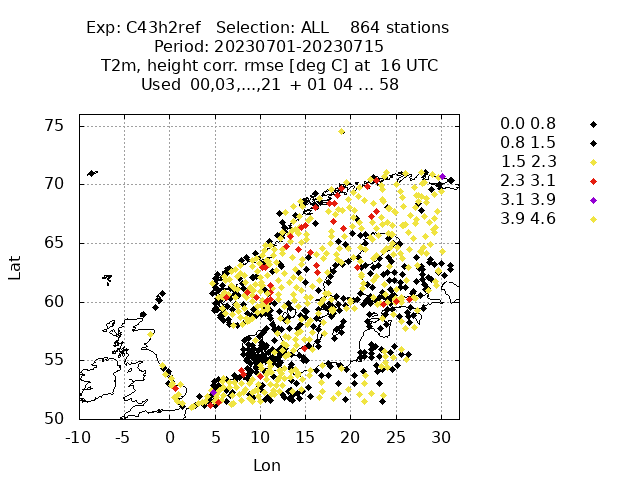 Exp: C43h2ref Selection: ALL 864 stations
Period: 20230701-20230715
T2m, height corr. rmse [deg C] at 16 UTC
Used 00,03,...,21 + 01 04 ... 58
75
70
65
60
55
50
Lat
-10 -5 0 5 10 15 20 25 30
Lon
0.0 0.8
0.8 1.5
1.5 2.3
2.3 3.1
3.1 3.9
3.9 4.6